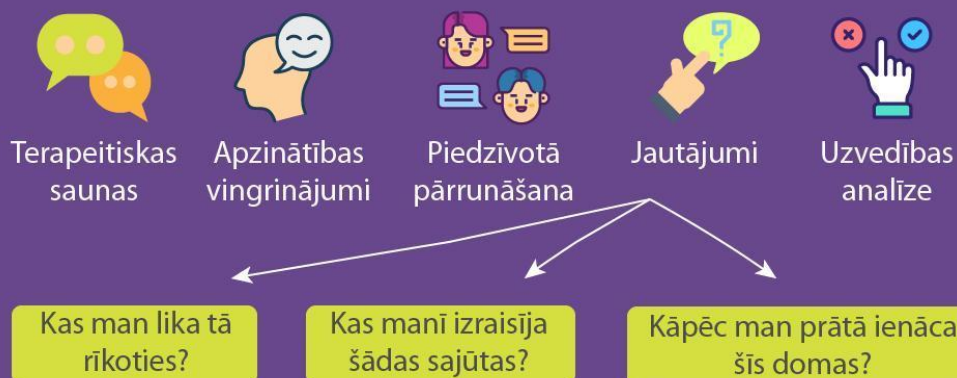 Terapeitiskas
saunas
Apzinātības
vingrinājumi
Piedzīvotā
pārrunāšana
Jautājumi
Uzvedības
analīze
Kas man lika tā
rīkoties?
Kas manī izraisīja
šādas sajūtas?
Kāpēc man prātā ienāca
šīs domas?